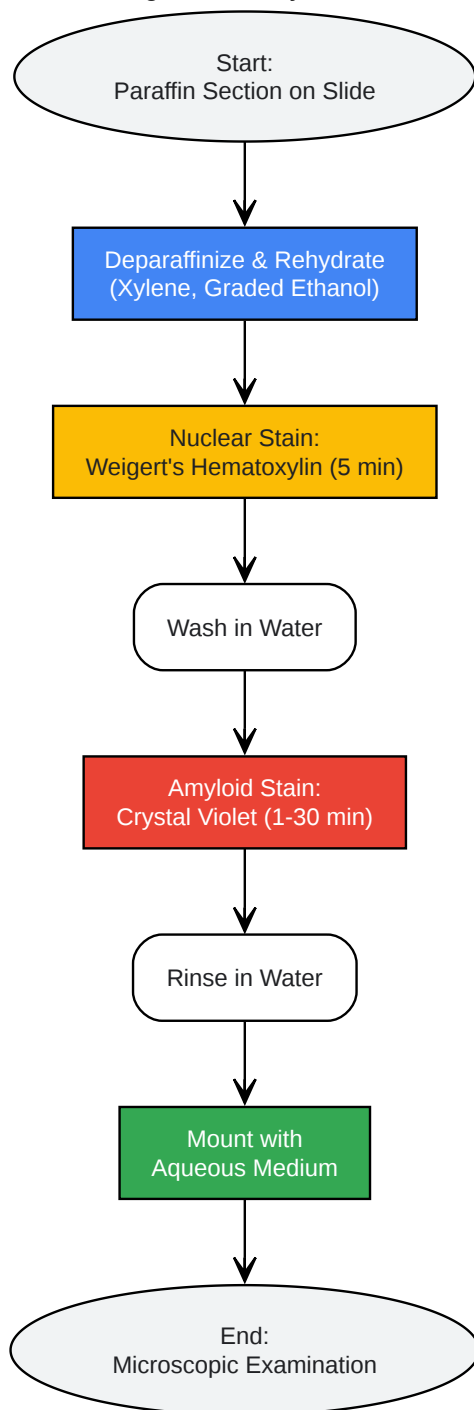 Start:
Paraffin Section on Slide
Deparaffinize & Rehydrate
(Xylene, Graded Ethanol)
Nuclear Stain:
Weigert's Hematoxylin (5 min)
Wash in Water
Amyloid Stain:
Crystal Violet (1-30 min)
Rinse in Water
Mount with
Aqueous Medium
End:
Microscopic Examination